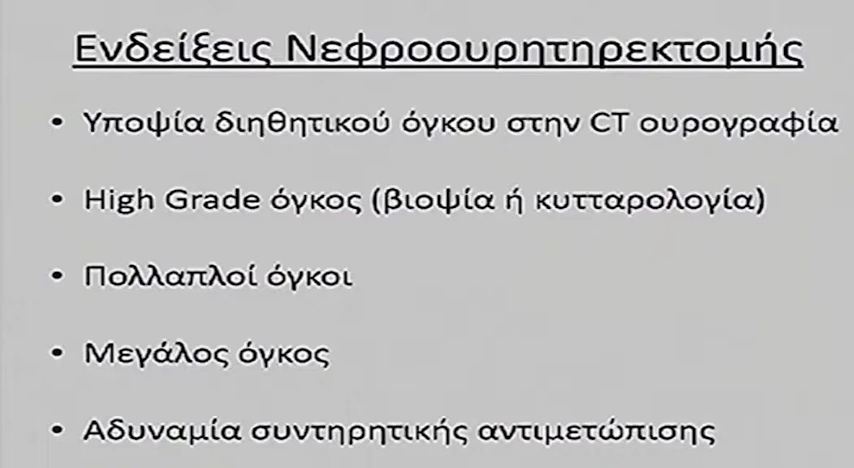 Ενδείξεις Νεφροουρητηρεκτομής
• Υποψία διηθητικού όγκου στην CT ουρογραφία
• High Grade όγκος (βιοψία ή κυτταρολογία)
• Πολλαπλοί όγκοι
• Μεγάλος όγκος
• Αδυναμία συντηρητικής αντιμετώπισης